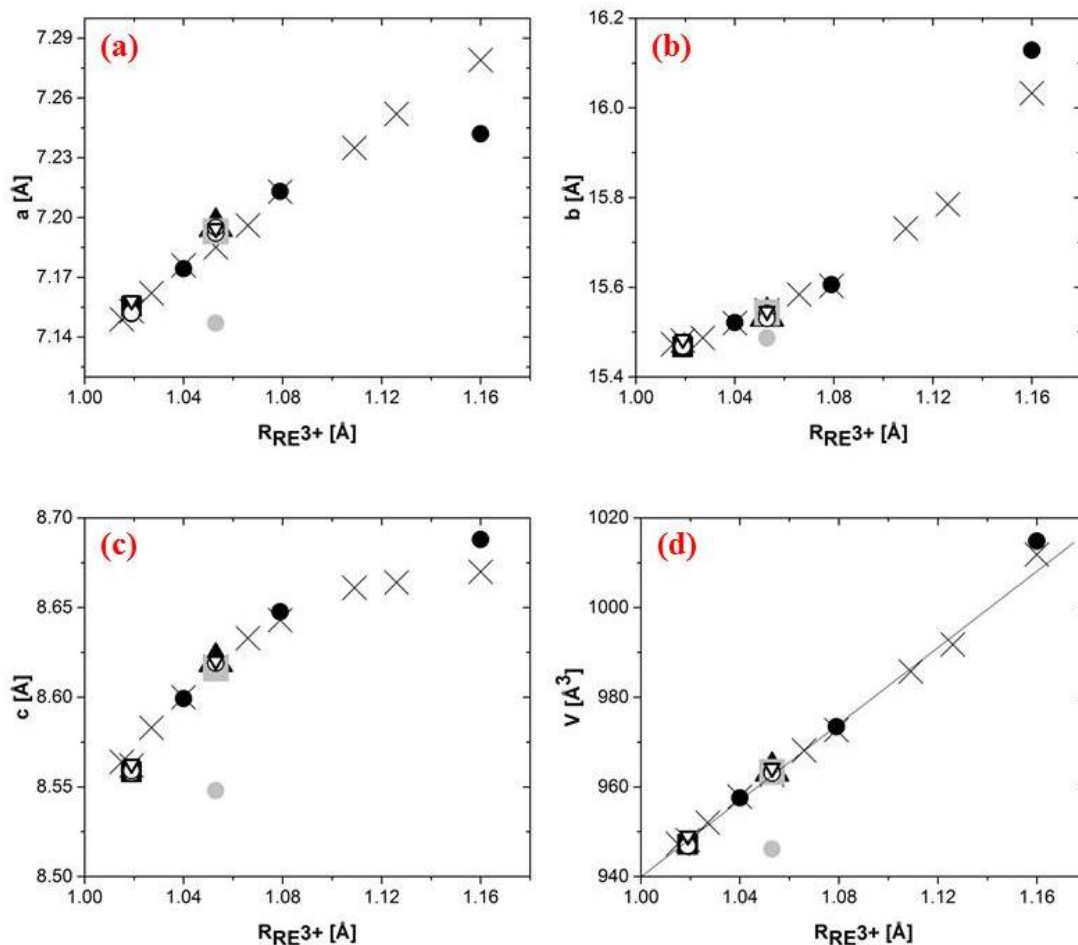 (a)
7.29
7.26
7.23
7.20
7.17
7.14
a [Å]
1.00 1.04 1.08 1.12 1.16
RRE3+ [Å]
(b)
16.2
16.0
15.8
15.6
15.4
b [Å]
1.00 1.04 1.08 1.12 1.16
RRE3+ [Å]
(c)
8.70
8.65
8.60
8.55
8.50
c [Å]
1.00 1.04 1.08 1.12 1.16
RRE3+ [Å]
(d)
1020
1000
980
960
940
V [Å3]
1.00 1.04 1.08 1.12 1.16
RRE3+ [Å]